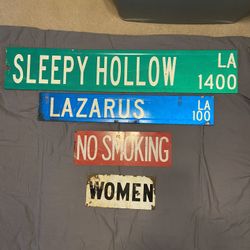 SLEEPY HOLLOW LA
1400
LAZARUS LA
100
NO SMOKING
WOMEN